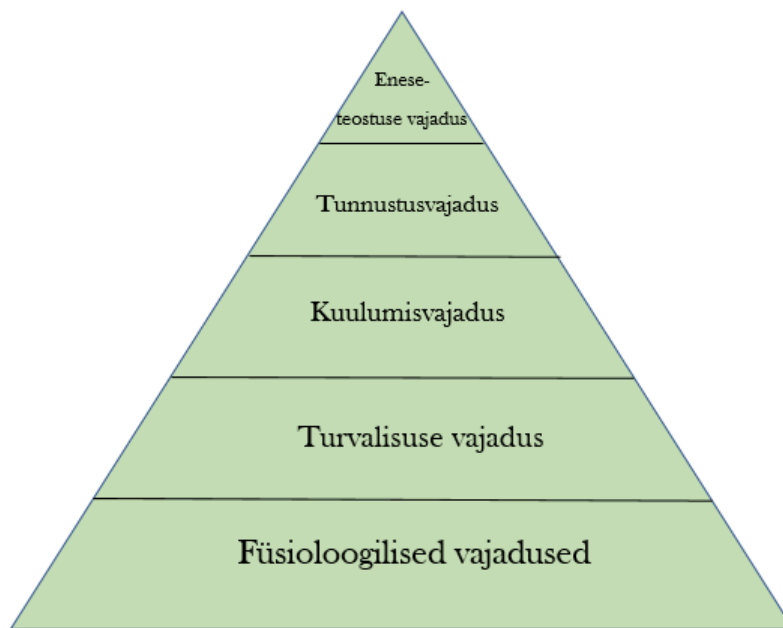 Enese-
teostuse vajadus
Tunnustusvajadus
Kuulumisvajadus
Turvalisuse vajadus
Füsioloogilised vajadused